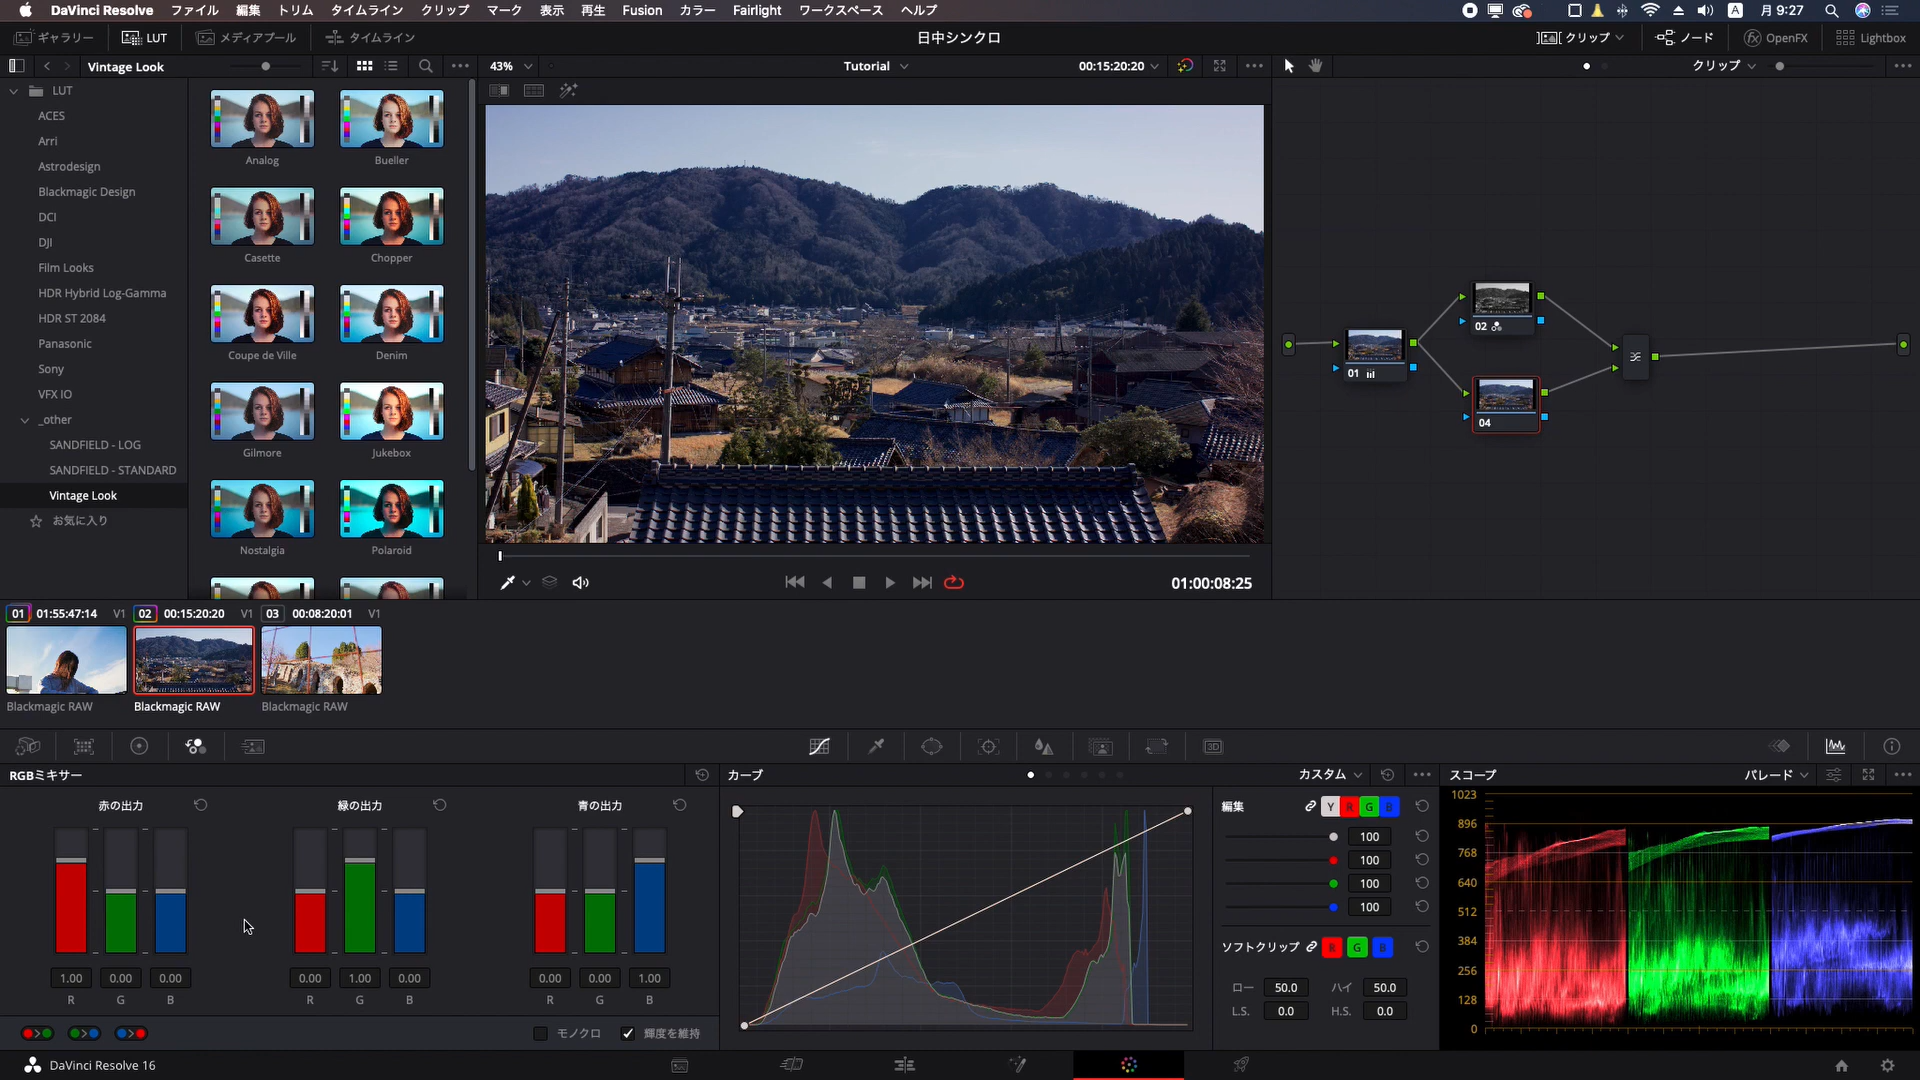 DaVinci Resolve ファイル 編集 トリム タイムライン クリップ マーク 表示 再生 Fusion カラー Fairlight ワークスペース ヘルプ A 月 9:27
ギャラリー LUT メディアプール タイムライン 日中シンクロ クリップ ノード OpenFX Lightbox
Vintage Look 43% Tutorial 00:15:20:20 クリップ
LUT
ACES
Arri
Astrodesign
Blackmagic Design
DCI
DJI
Film Looks
HDR Hybrid Log-Gamma
HDR ST 2084
Panasonic
Sony
VFX IO
_other
SANDFIELD - LOG
SANDFIELD - STANDARD
Vintage Look
お気に入り
Analog Bueller
Casette Chopper
Coupe de Ville Denim
Gilmore Jukebox
Nostalgia Polaroid
01:00:08:25
02
01
04
01 01:55:47:14 V1 02 00:15:20:20 V1 03 00:08:20:01 V1
Blackmagic RAW Blackmagic RAW Blackmagic RAW
3D
RGBミキサー
赤の出力 緑の出力 青の出力
1.00 0.00 0.00 0.00 1.00 0.00 0.00 0.00 1.00
R G B R G B R G B
モノクロ 輝度を維持
カーブ カスタム
編集 Y R G B
100
100
100
100
ソフトクリップ R G B
ロー 50.0 ハイ 50.0
L.S. 0.0 H.S. 0.0
スコープ パレード
1023
896
768
640
512
384
256
128
0
DaVinci Resolve 16